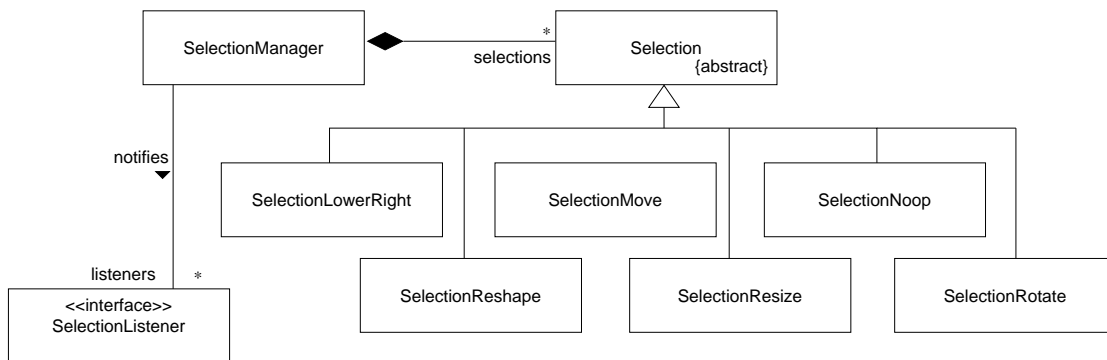 SelectionManager
*
selections
Selection
{abstract}
notifies
SelectionLowerRight
SelectionMove
SelectionNoop
listeners
*
SelectionReshape
SelectionResize
SelectionRotate
<<interface>>
SelectionListener